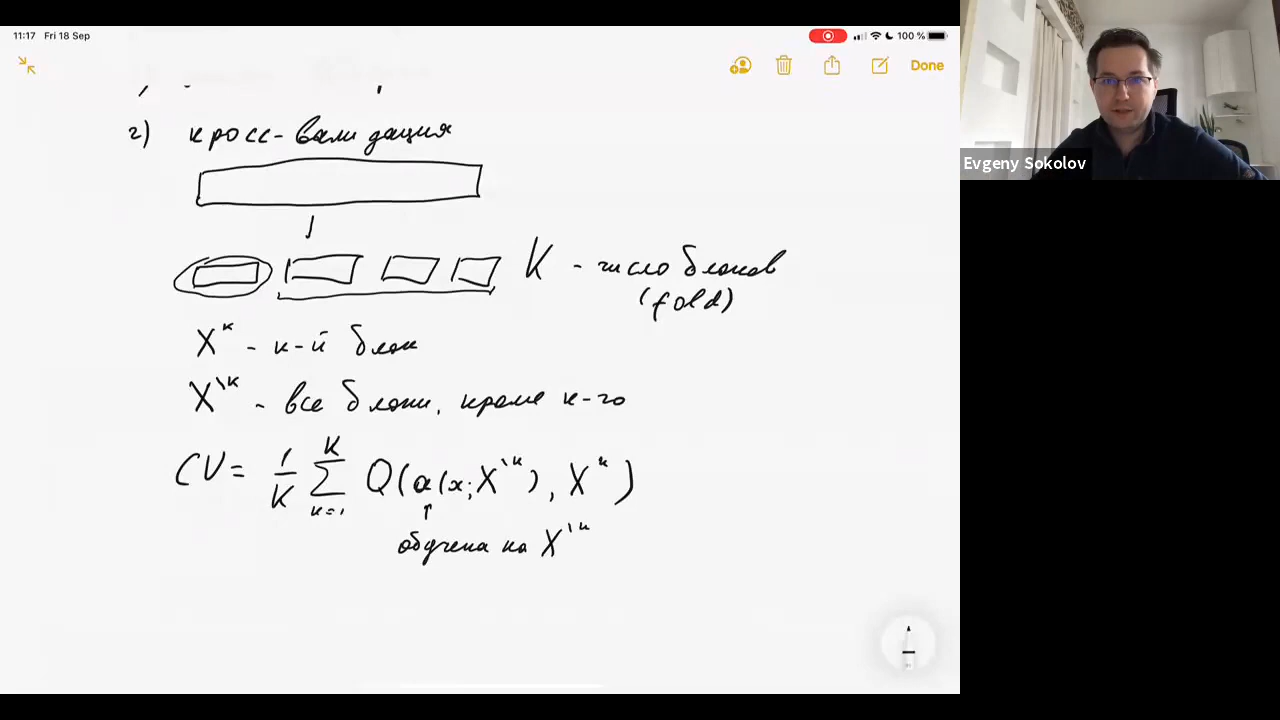 11:17 Fri 18 Sep 100 %
Done
2) кросс-валидация
K - число блоков
(fold)
X^k - k-й блок
X^\k - все блоки, кроме k-го
CV = 1/K ∑_{k=1}^{K} Q(a(x; X^\k), X^k)
↑
обучена на X^\k
Evgeny Sokolov